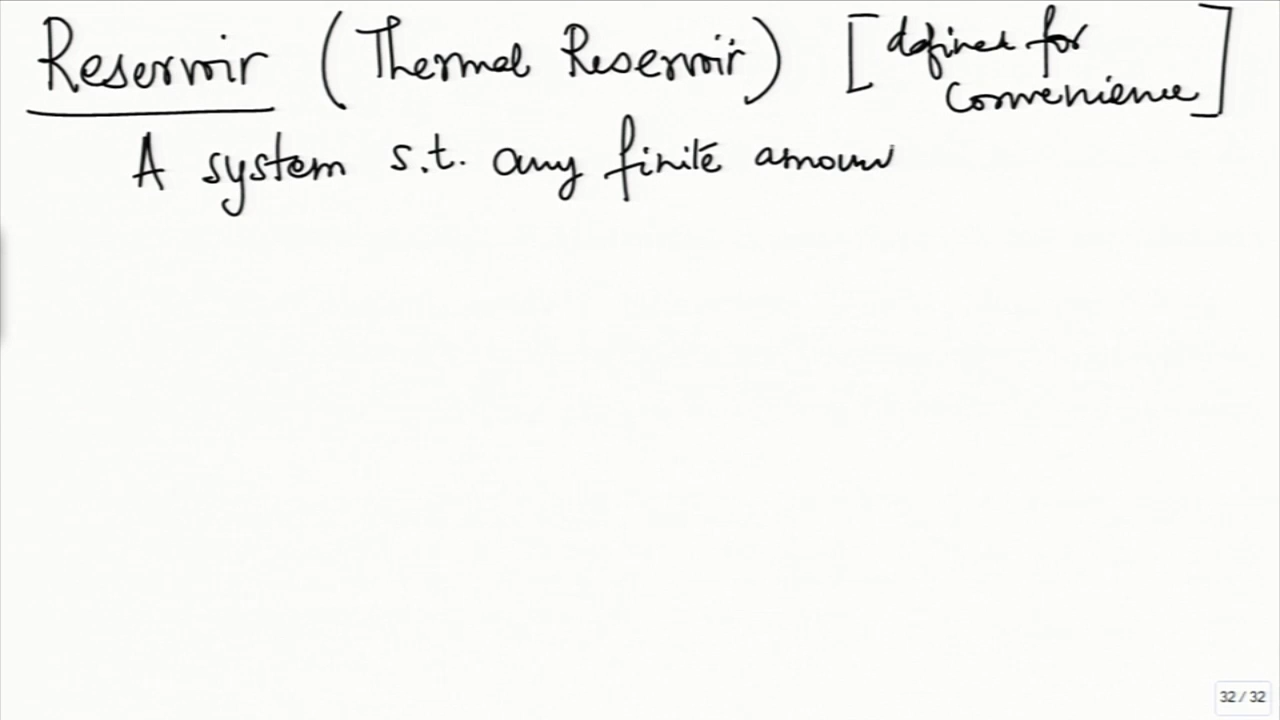 Reservoir (Thermal Reservoir) [defined for
convenience]
A system s.t. any finite amoun
32 / 32